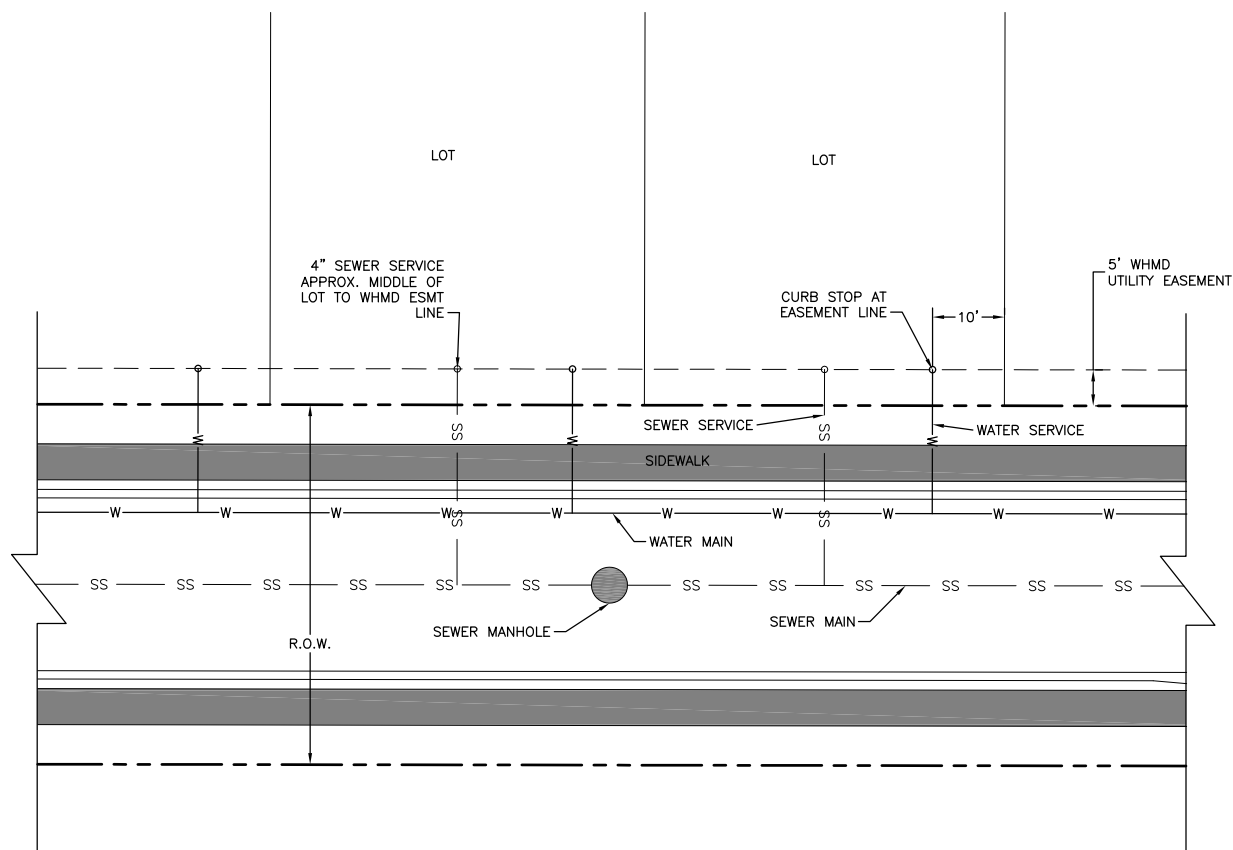 LOT
LOT
4" SEWER SERVICE
APPROX. MIDDLE OF
LOT TO WHMD ESMT
LINE
CURB STOP AT
EASEMENT LINE
10'
5' WHMD
UTILITY EASEMENT
SEWER SERVICE
WATER SERVICE
W
SS
W
SS
W
SIDEWALK
W W W W W W W W W W
SS
SS
WATER MAIN
SS SS SS SS SS SS SS SS SS SS SS SS
SEWER MANHOLE
SEWER MAIN
R.O.W.